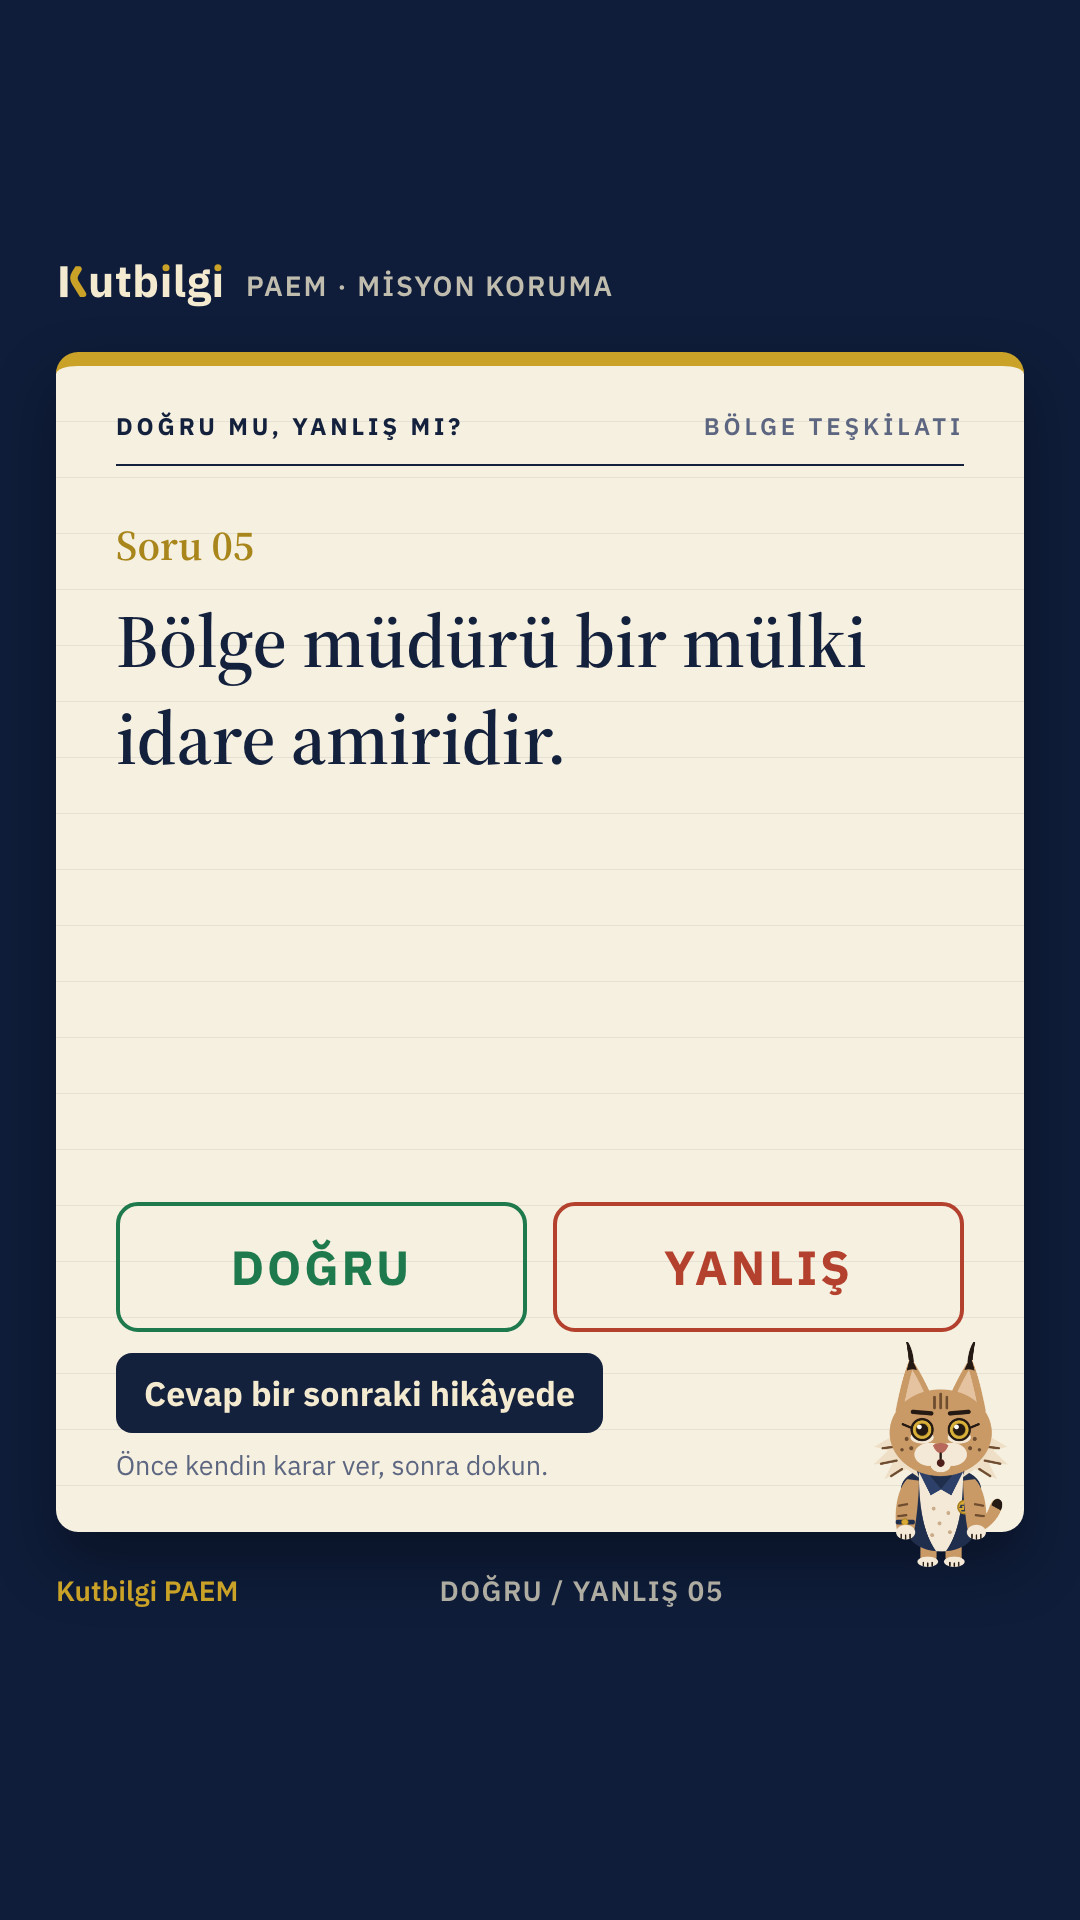 Kutbilgi PAEM · MİSYON KORUMA
DOĞRU MU, YANLIŞ MI? BÖLGE TEŞKİLATI
Soru 05
Bölge müdürü bir mülki
idare amiridir.
DOĞRU YANLIŞ
Cevap bir sonraki hikâyede
Önce kendin karar ver, sonra dokun.
Kutbilgi PAEM DOĞRU / YANLIŞ 05